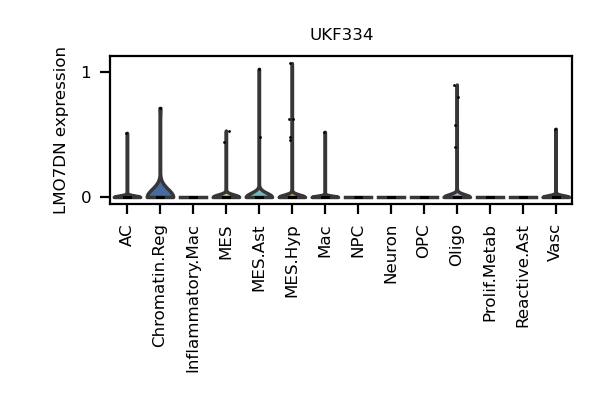 UKF334
LMO7DN expression
1
0
AC
Chromatin.Reg
Inflammatory.Mac
MES
MES.Ast
MES.Hyp
Mac
NPC
Neuron
OPC
Oligo
Prolif.Metab
Reactive.Ast
Vasc